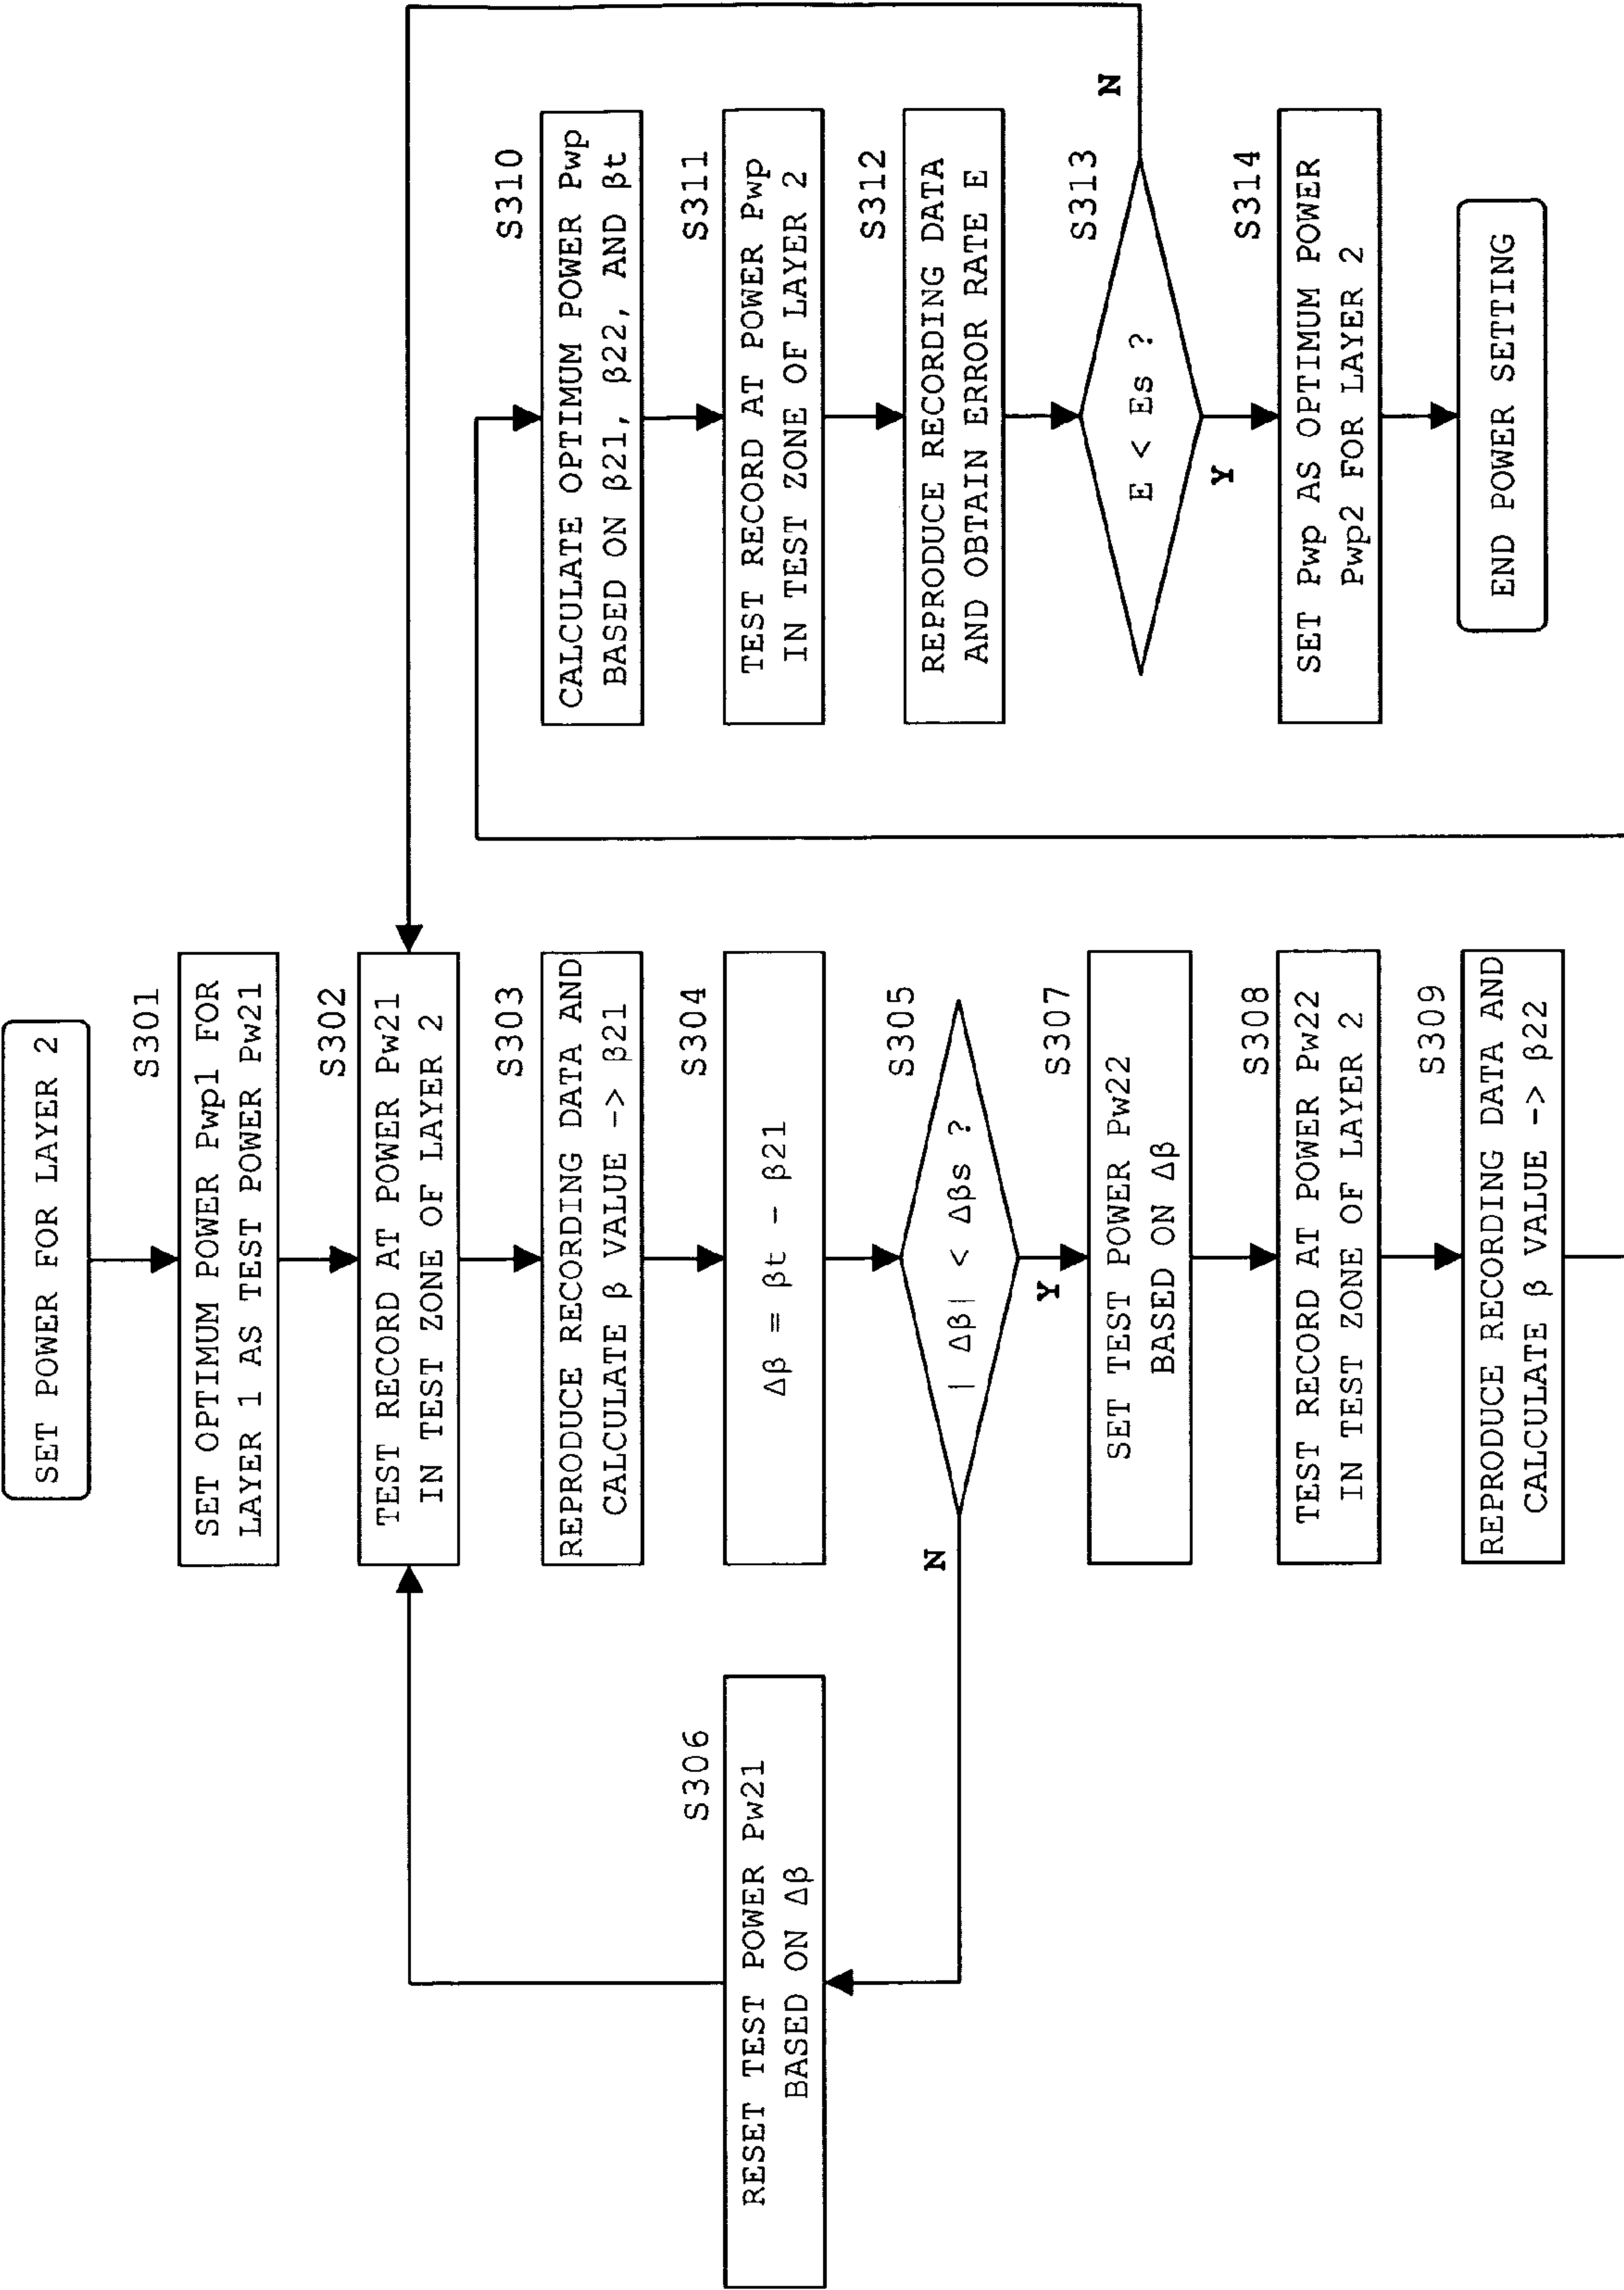 SET POWER FOR LAYER 2
S301
SET OPTIMUM POWER Pwp1 FOR
LAYER 1 AS TEST POWER Pw21
S302
TEST RECORD AT POWER Pw21
IN TEST ZONE OF LAYER 2
S303
REPRODUCE RECORDING DATA AND
CALCULATE β VALUE -> β21
S304
Δβ = βt - β21
S305
| Δβ| < Δβs ?
N
Y
S306
RESET TEST POWER Pw21
BASED ON Δβ
S307
SET TEST POWER Pw22
BASED ON Δβ
S308
TEST RECORD AT POWER Pw22
IN TEST ZONE OF LAYER 2
S309
REPRODUCE RECORDING DATA AND
CALCULATE β VALUE -> β22
S310
CALCULATE OPTIMUM POWER Pwp
BASED ON β21, β22, AND βt
S311
TEST RECORD AT POWER Pwp
IN TEST ZONE OF LAYER 2
S312
REPRODUCE RECORDING DATA
AND OBTAIN ERROR RATE E
S313
E < Es ?
N
Y
S314
SET Pwp AS OPTIMUM POWER
Pwp2 FOR LAYER 2
END POWER SETTING